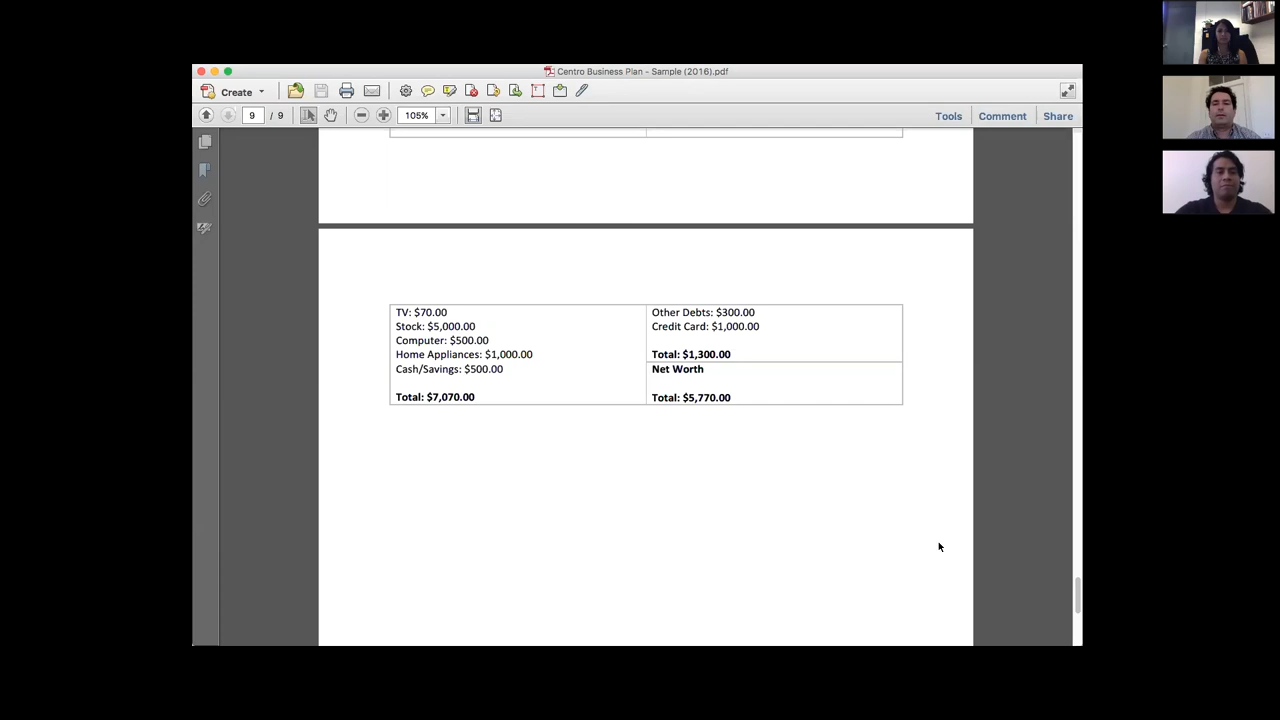 Centro Business Plan - Sample (2016).pdf
Create
9 / 9
105%
Tools
Comment
Share
TV: $70.00
Stock: $5,000.00
Computer: $500.00
Home Appliances: $1,000.00
Cash/Savings: $500.00
Total: $7,070.00
Other Debts: $300.00
Credit Card: $1,000.00
Total: $1,300.00
Net Worth
Total: $5,770.00